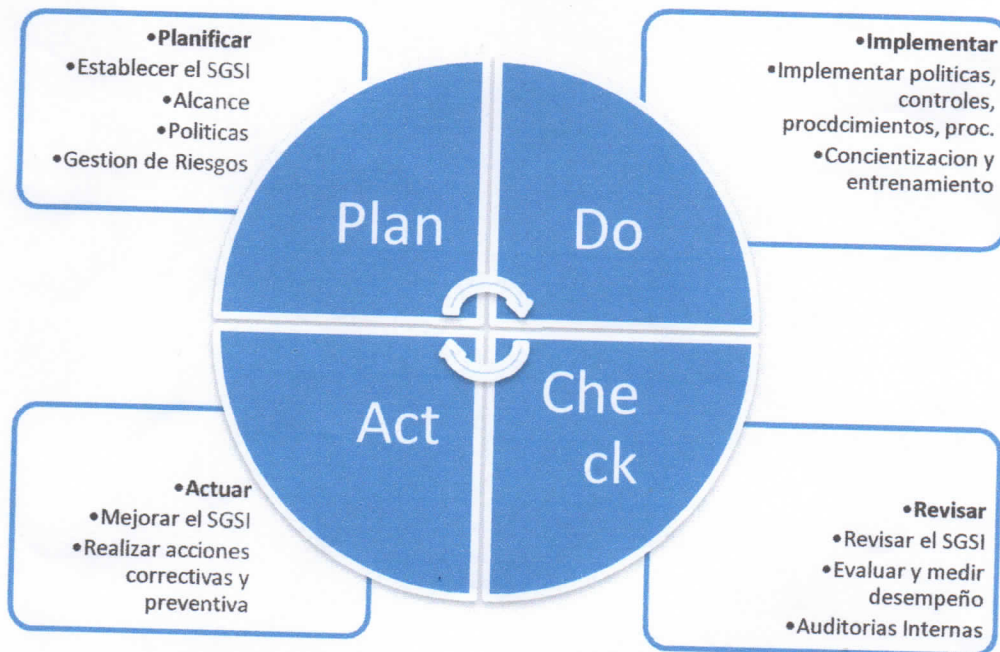 •Planificar
•Establecer el SGSI
•Alcance
•Politicas
•Gestion de Riesgos
•Implementar
•Implementar politicas,
controles,
procdcimientos, proc.
•Concientizacion y
entrenamiento
Plan
Do
Act
Che
ck
•Actuar
•Mejorar el SGSI
•Realizar acciones
correctivas y
preventiva
•Revisar
•Revisar el SGSI
•Evaluar y medir
desempeño
•Auditorias Internas